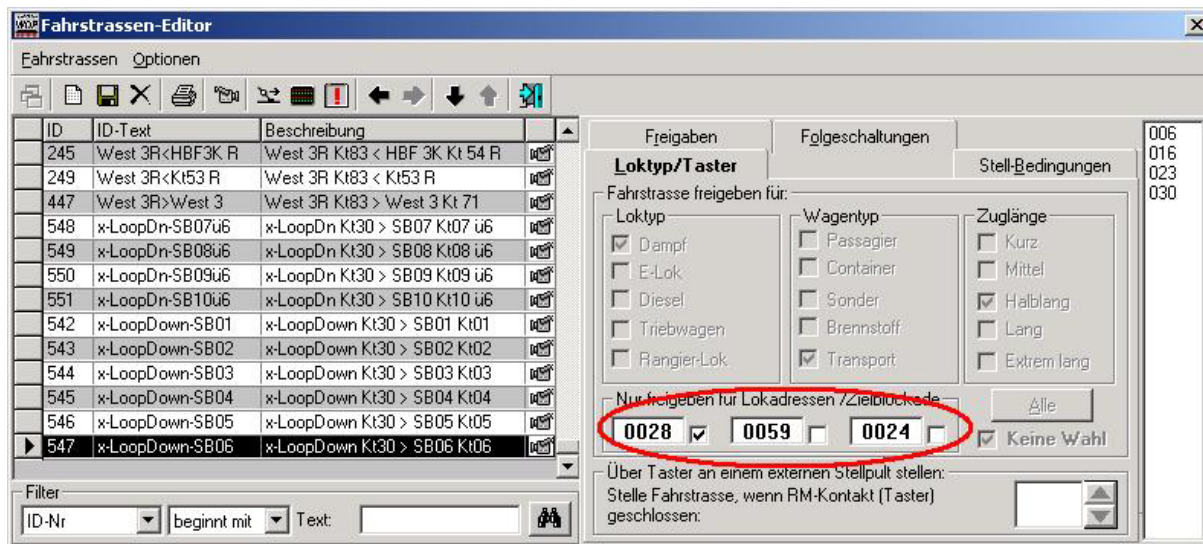 Fahrstrassen-Editor
Fahrstrassen Optionen
ID ID-Text Beschreibung
245 West 3R<HBF3K R West 3R Kt83 < HBF 3K Kt 54 R
249 West 3R<Kt53 R West 3R Kt83 < Kt53 R
447 West 3R>West 3 West 3R Kt83 > West 3 Kt 71
548 x-LoopDn-SB07ü6 x-LoopDn Kt30 > SB07 Kt07 ü6
549 x-LoopDn-SB08ü6 x-LoopDn Kt30 > SB08 Kt08 ü6
550 x-LoopDn-SB09ü6 x-LoopDn Kt30 > SB09 Kt09 ü6
551 x-LoopDn-SB10ü6 x-LoopDn Kt30 > SB10 Kt10 ü6
542 x-LoopDown-SB01 x-LoopDown Kt30 > SB01 Kt01
543 x-LoopDown-SB02 x-LoopDown Kt30 > SB02 Kt02
544 x-LoopDown-SB03 x-LoopDown Kt30 > SB03 Kt03
545 x-LoopDown-SB04 x-LoopDown Kt30 > SB04 Kt04
546 x-LoopDown-SB05 x-LoopDown Kt30 > SB05 Kt05
547 x-LoopDown-SB06 x-LoopDown Kt30 > SB06 Kt06
Filter
ID-Nr beginnt mit Text:
Freigaben Folgeschaltungen
Loktyp/Taster Stell-Bedingungen
Fahrstrasse freigeben für:
Loktyp Wagentyp Zuglänge
Dampf Passagier Kurz
E-Lok Container Mittel
Diesel Sonder Halblang
Triebwagen Brennstoff Lang
Rangier-Lok Transport Extrem lang
Nur freigeben für Lokadressen /Zielblockade
0028 0059 0024
Alle
Keine Wahl
Über Taster an einem externen Stellpult stellen:
Stelle Fahrstrasse, wenn RM-Kontakt (Taster)
geschlossen:
006
016
023
030